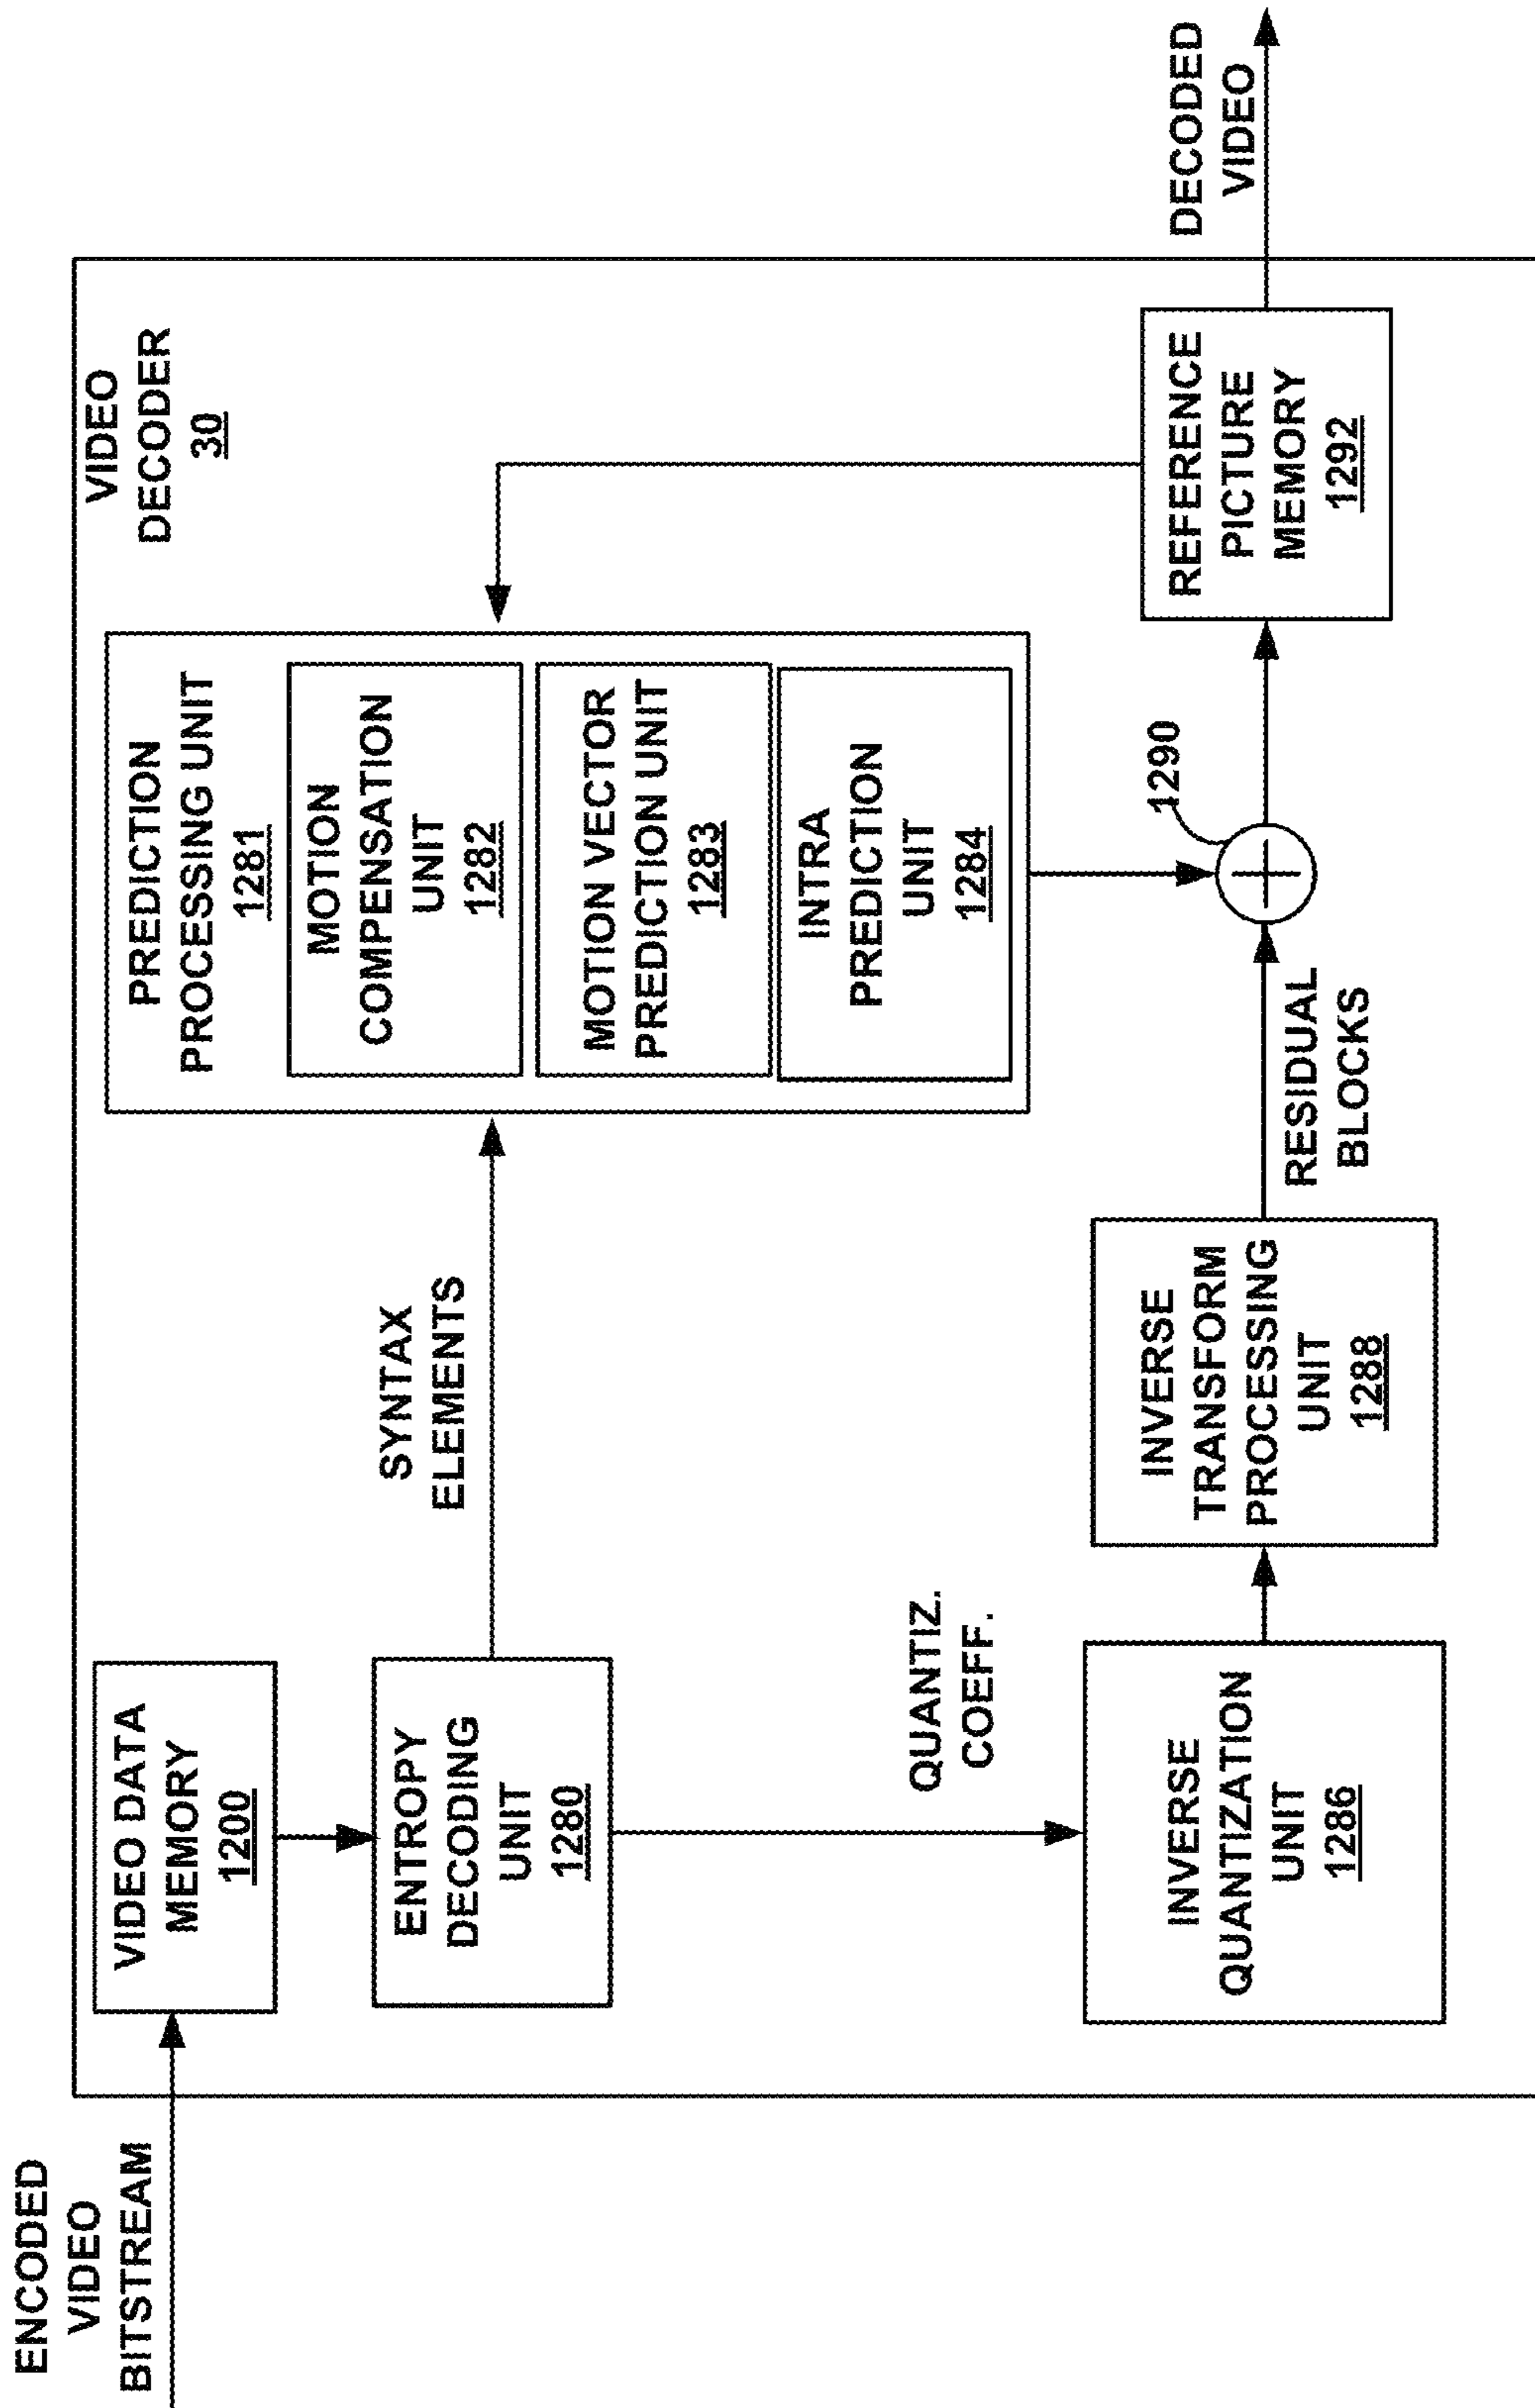 ENCODED
VIDEO
BITSTREAM
VIDEO DATA
MEMORY
1200
ENTROPY
DECODING
UNIT
1280
SYNTAX
ELEMENTS
PREDICTION
PROCESSING UNIT
1281
MOTION
COMPENSATION
UNIT
1282
MOTION VECTOR
PREDICTION UNIT
1283
INTRA
PREDICTION
UNIT
1284
VIDEO
DECODER
30
QUANTIZ.
COEFF.
INVERSE
QUANTIZATION
UNIT
1286
INVERSE
TRANSFORM
PROCESSING
UNIT
1288
RESIDUAL
BLOCKS
1290
REFERENCE
PICTURE
MEMORY
1292
DECODED
VIDEO